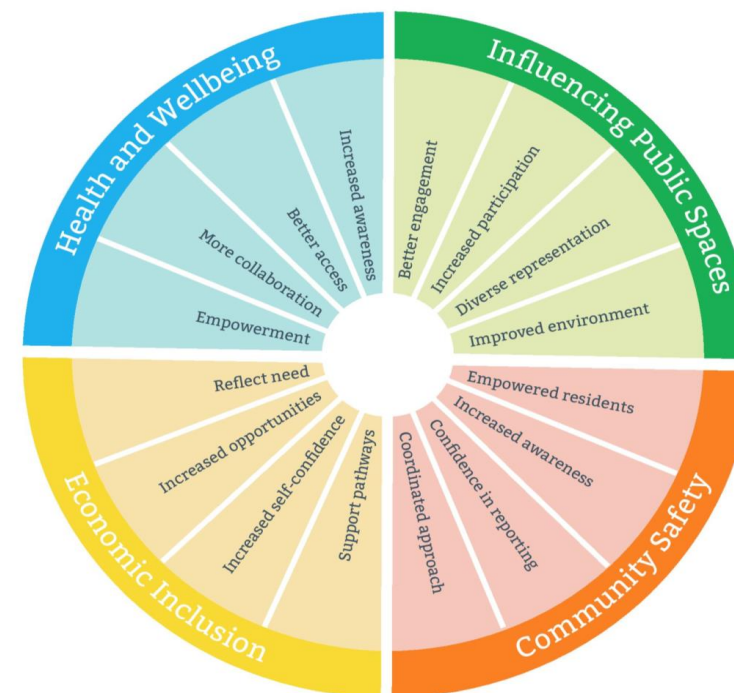 Health and Wellbeing
Empowerment
More collaboration
Better access
Increased awareness
Influencing Public Spaces
Better engagement
Increased participation
Diverse representation
Improved environment
Community Safety
Empowered residents
Increased awareness
Confidence in reporting
Coordinated approach
Economic Inclusion
Reflect need
Increased opportunities
Increased self-confidence
Support pathways